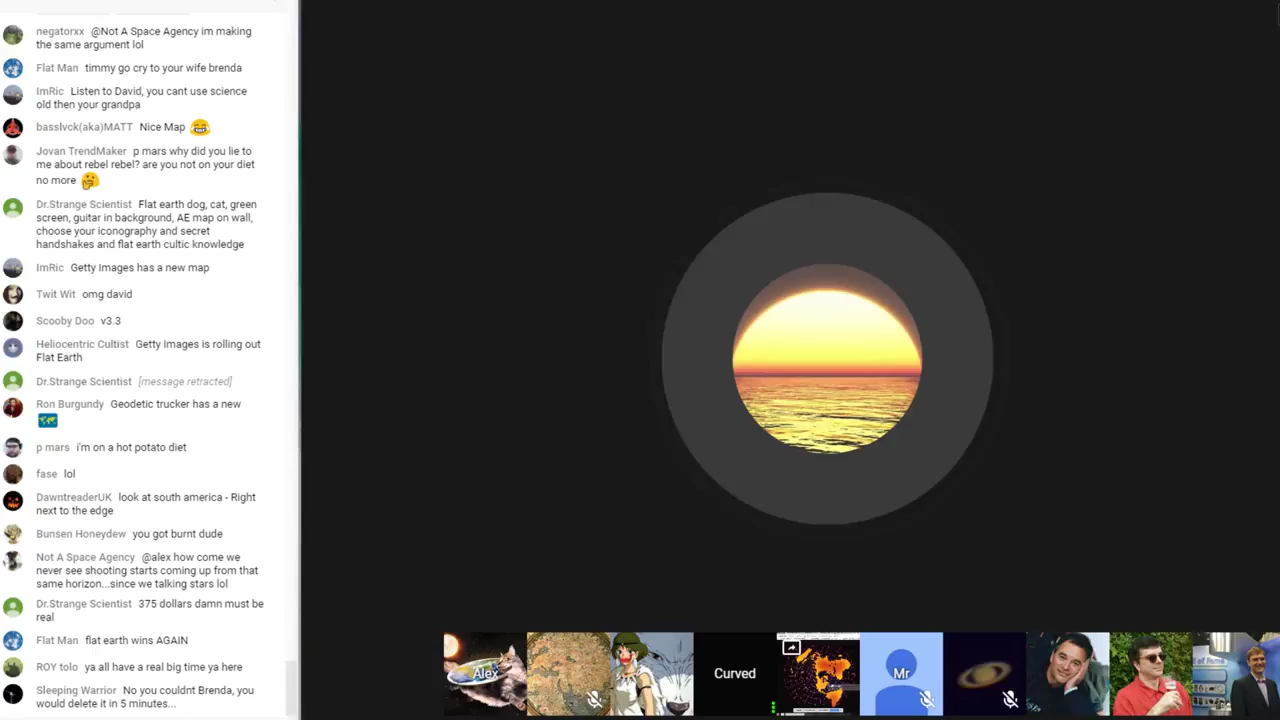 negatorxx @Not A Space Agency im making
the same argument lol
Flat Man timmy go cry to your wife brenda
ImRic Listen to David, you cant use science
old then your grandpa
basslvck(aka)MATT Nice Map 😂
Jovan TrendMaker p mars why did you lie to
me about rebel rebel? are you not on your diet
no more 🤔
Dr.Strange Scientist Flat earth dog, cat, green
screen, guitar in background, AE map on wall,
choose your iconography and secret
handshakes and flat earth cultic knowledge
ImRic Getty Images has a new map
Twit Wit omg david
Scooby Doo v3.3
Heliocentric Cultist Getty Images is rolling out
Flat Earth
Dr.Strange Scientist [message retracted]
Ron Burgundy Geodetic trucker has a new
🗺️
p mars i'm on a hot potato diet
fase lol
DawntreaderUK look at south america - Right
next to the edge
Bunsen Honeydew you got burnt dude
Not A Space Agency @alex how come we
never see shooting starts coming up from that
same horizon...since we talking stars lol
Dr.Strange Scientist 375 dollars damn must be
real
Flat Man flat earth wins AGAIN
ROY tolo ya all have a real big time ya here
Sleeping Warrior No you couldnt Brenda, you
would delete it in 5 minutes...
Alex
Curved
Mr